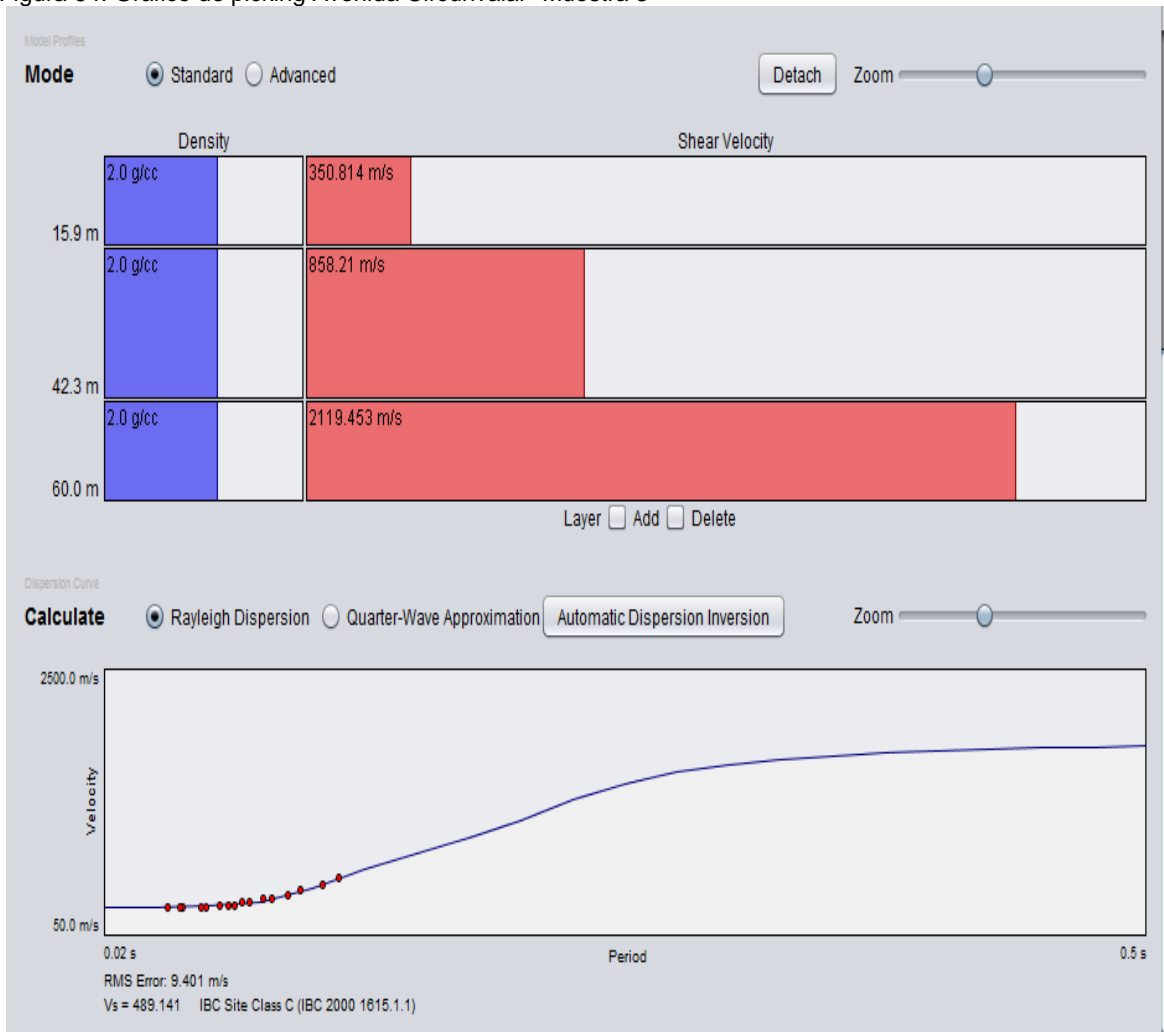 Model Profiles
Mode Standard Advanced Detach Zoom
Density Shear Velocity
2.0 g/cc 350.814 m/s
15.9 m
2.0 g/cc 858.21 m/s
42.3 m
2.0 g/cc 2119.453 m/s
60.0 m
Layer Add Delete
Dispersion Curve
Calculate Rayleigh Dispersion Quarter-Wave Approximation Automatic Dispersion Inversion Zoom
2500.0 m/s
Velocity
50.0 m/s
0.02 s Period 0.5 s
RMS Error: 9.401 m/s
Vs = 489.141 IBC Site Class C (IBC 2000 1615.1.1)